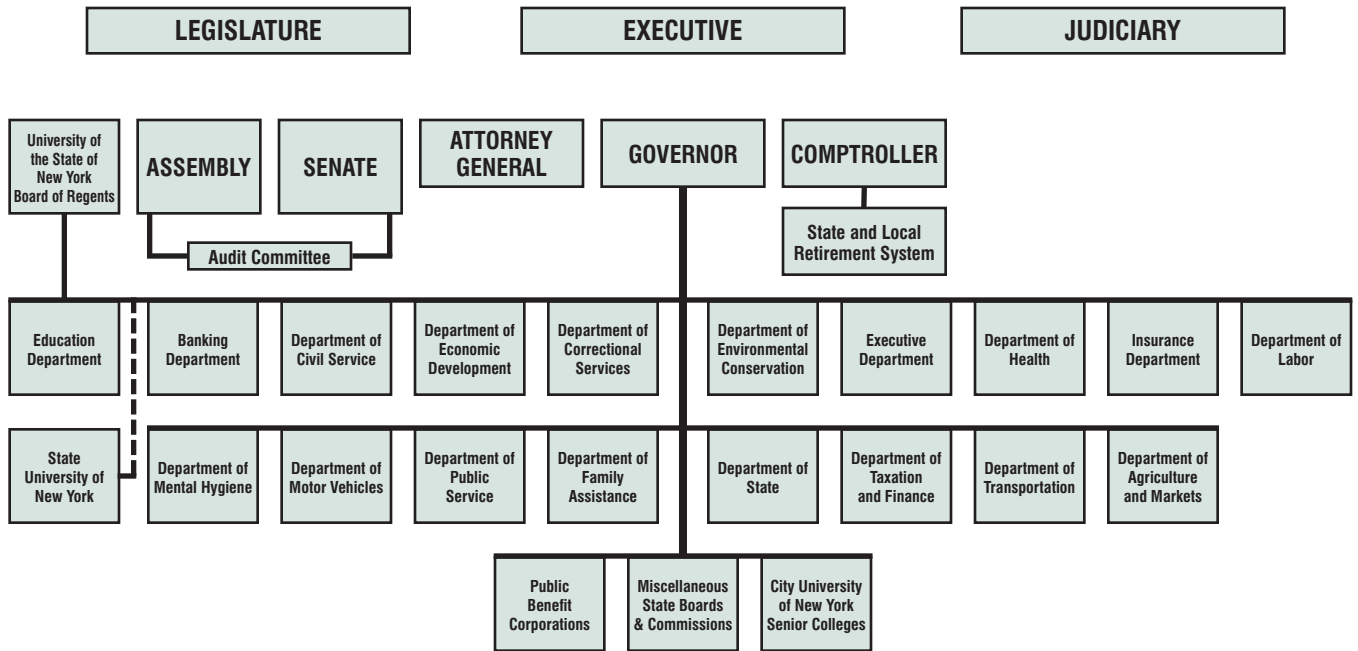 LEGISLATURE
EXECUTIVE
JUDICIARY
University of
the State of
New York
Board of Regents
ASSEMBLY
SENATE
ATTORNEY
GENERAL
GOVERNOR
COMPTROLLER
Audit Committee
State and Local
Retirement System
Education
Department
Banking
Department
Department of
Civil Service
Department of
Economic
Development
Department of
Correctional
Services
Department of
Environmental
Conservation
Executive
Department
Department of
Health
Insurance
Department
Department of
Labor
State
University of
New York
Department of
Mental Hygiene
Department of
Motor Vehicles
Department of
Public
Service
Department of
Family
Assistance
Department of
State
Department of
Taxation
and Finance
Department of
Transportation
Department of
Agriculture
and Markets
Public
Benefit
Corporations
Miscellaneous
State Boards
& Commissions
City University
of New York
Senior Colleges